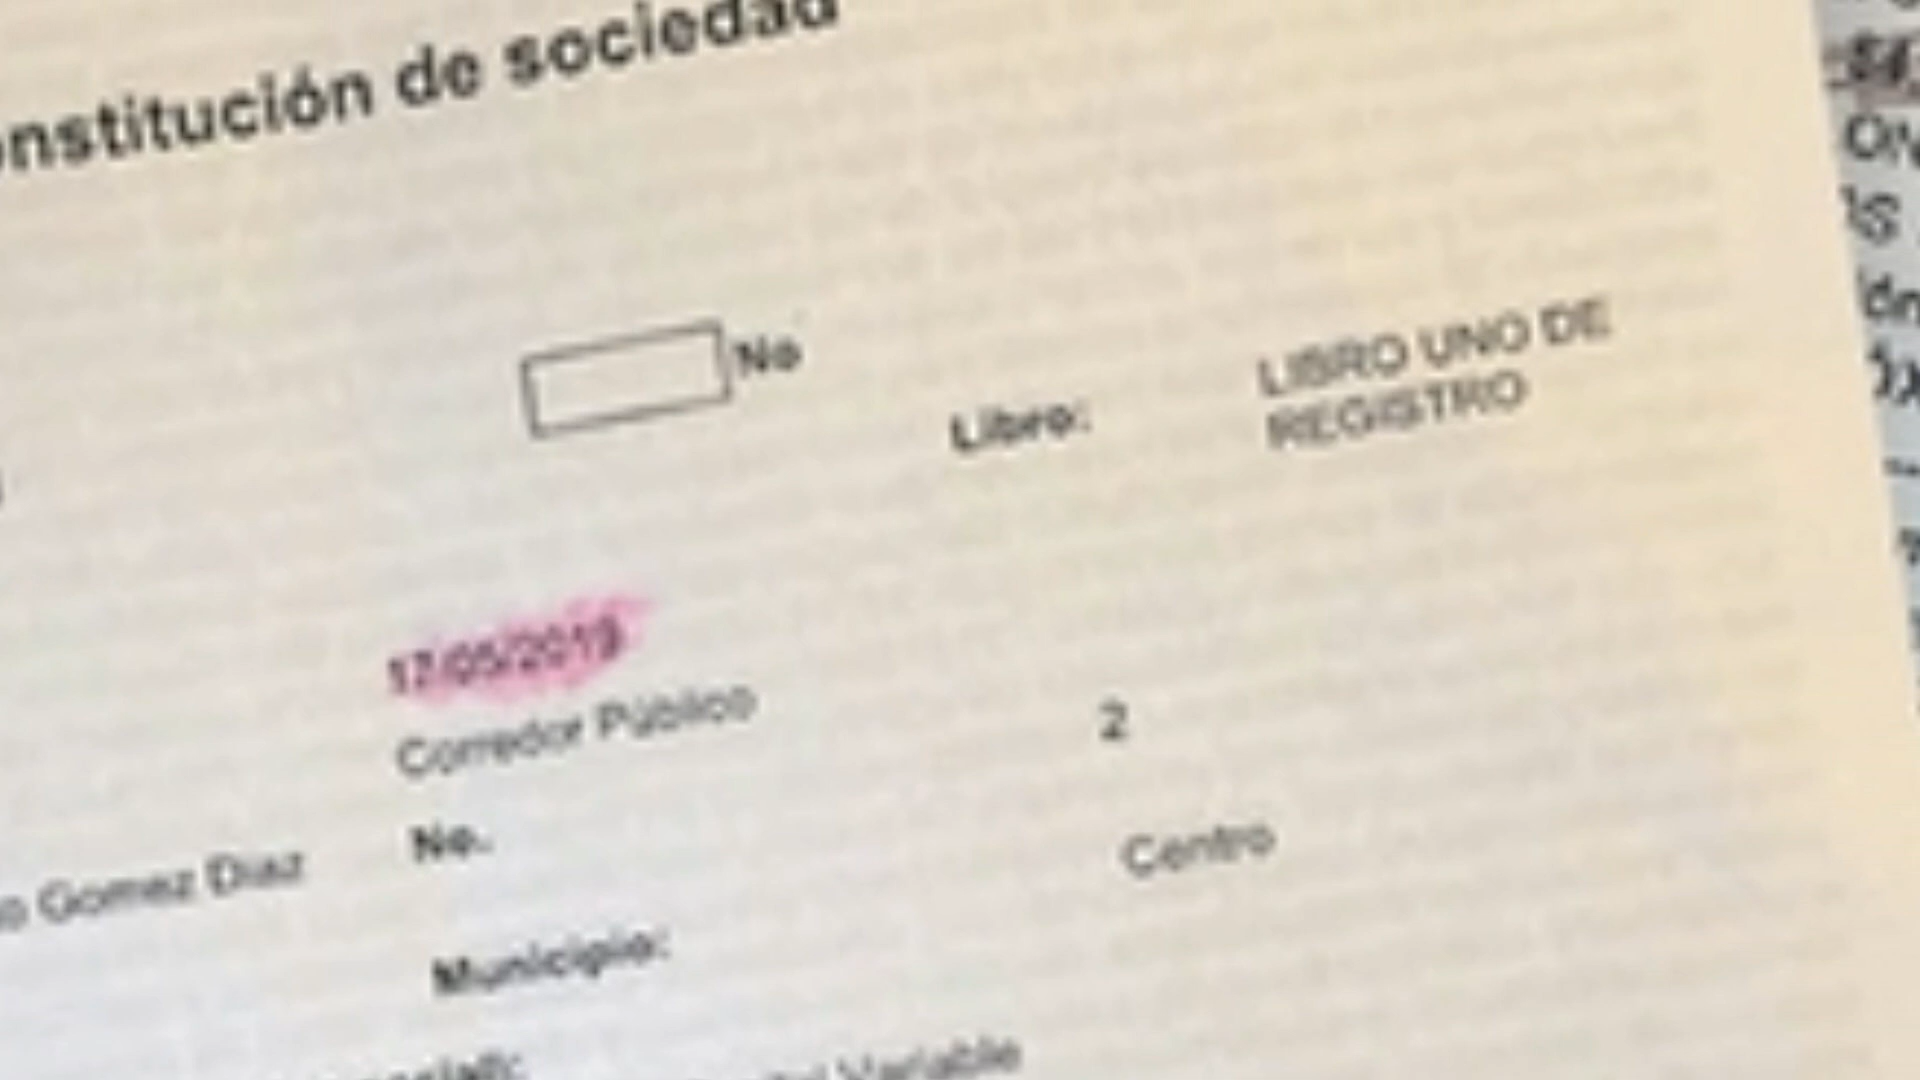 onstitución de sociedad
No
Libro:
LIBRO UNO DE
REGISTRO
17/05/2019
Corredor Público
o Gomez Diaz
No.
2
Municipio:
Centro
Variable